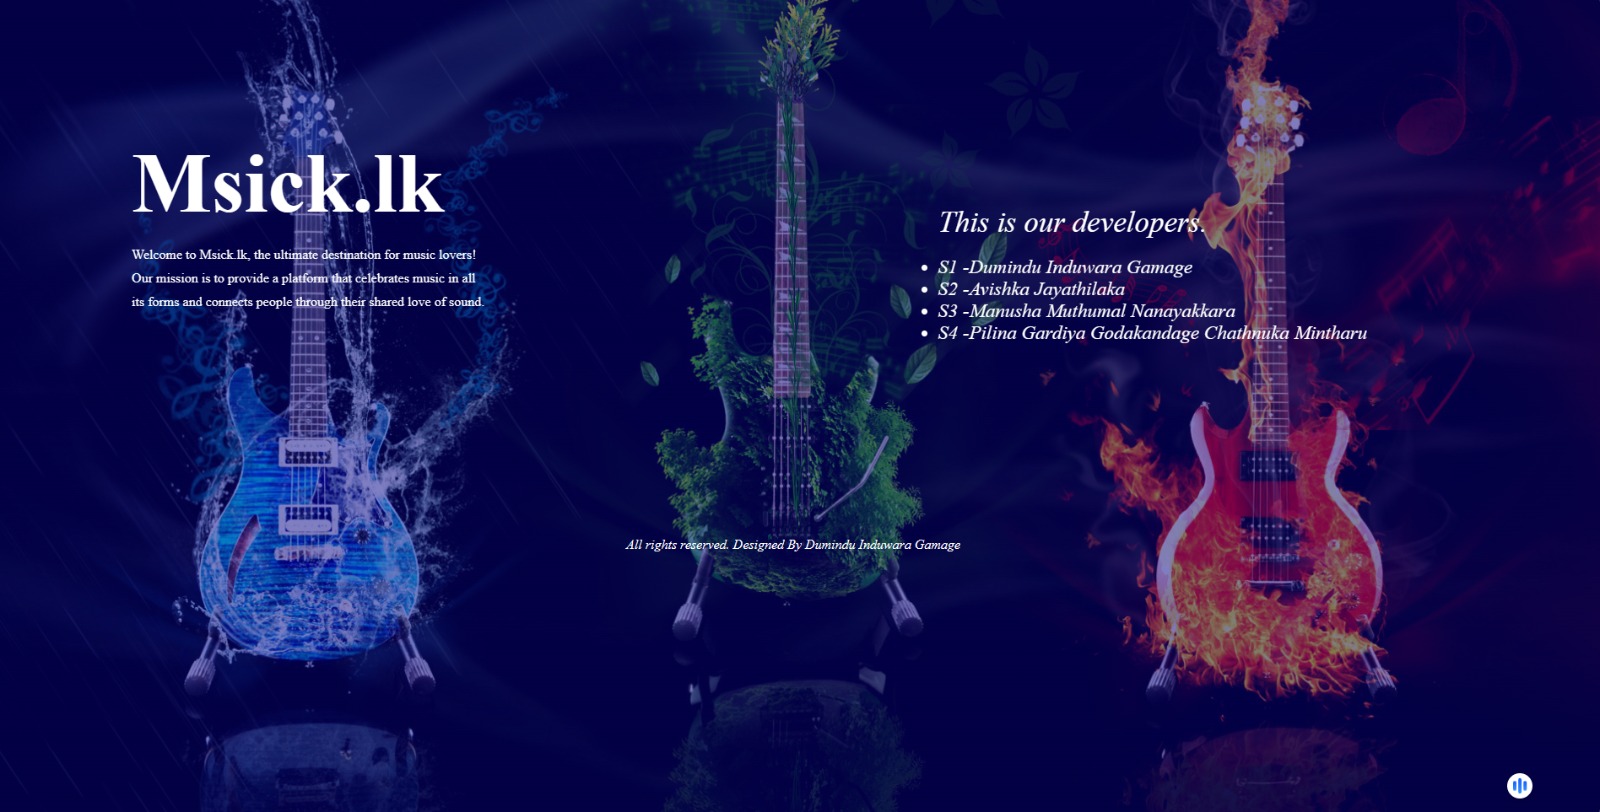 Msick.lk
Welcome to Msick.lk, the ultimate destination for music lovers!
Our mission is to provide a platform that celebrates music in all
its forms and connects people through their shared love of sound.
This is our developers.
S1 -Dumindu Induwara Gamage
S2 -Avishka Jayathilaka
S3 -Manusha Muthumal Nanayakkara
S4 -Pilina Gardiya Godakandage Chathnuka Mintharu
All rights reserved. Designed By Dumindu Induwara Gamage